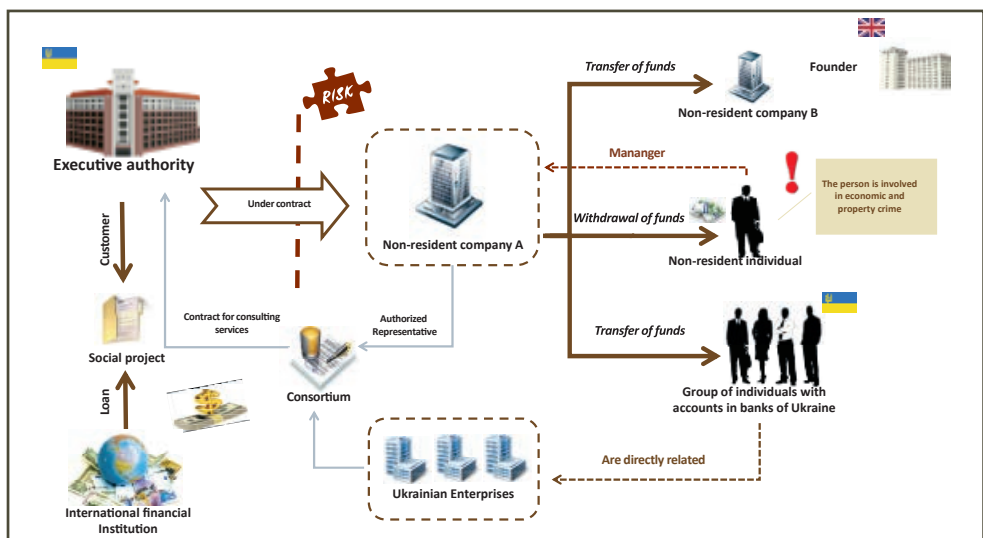 Executive authority
RISK
Under contract
Customer
Social project
Loan
International financial
Institution
Contract for consulting
services
Authorized
Representative
Consortium
Non-resident company A
Ukrainian Enterprises
Transfer of funds
Non-resident company B
Founder
Mananger
Withdrawal of funds
Non-resident individual
The person is involved
in economic and
property crime
Transfer of funds
Group of individuals with
accounts in banks of Ukraine
Are directly related